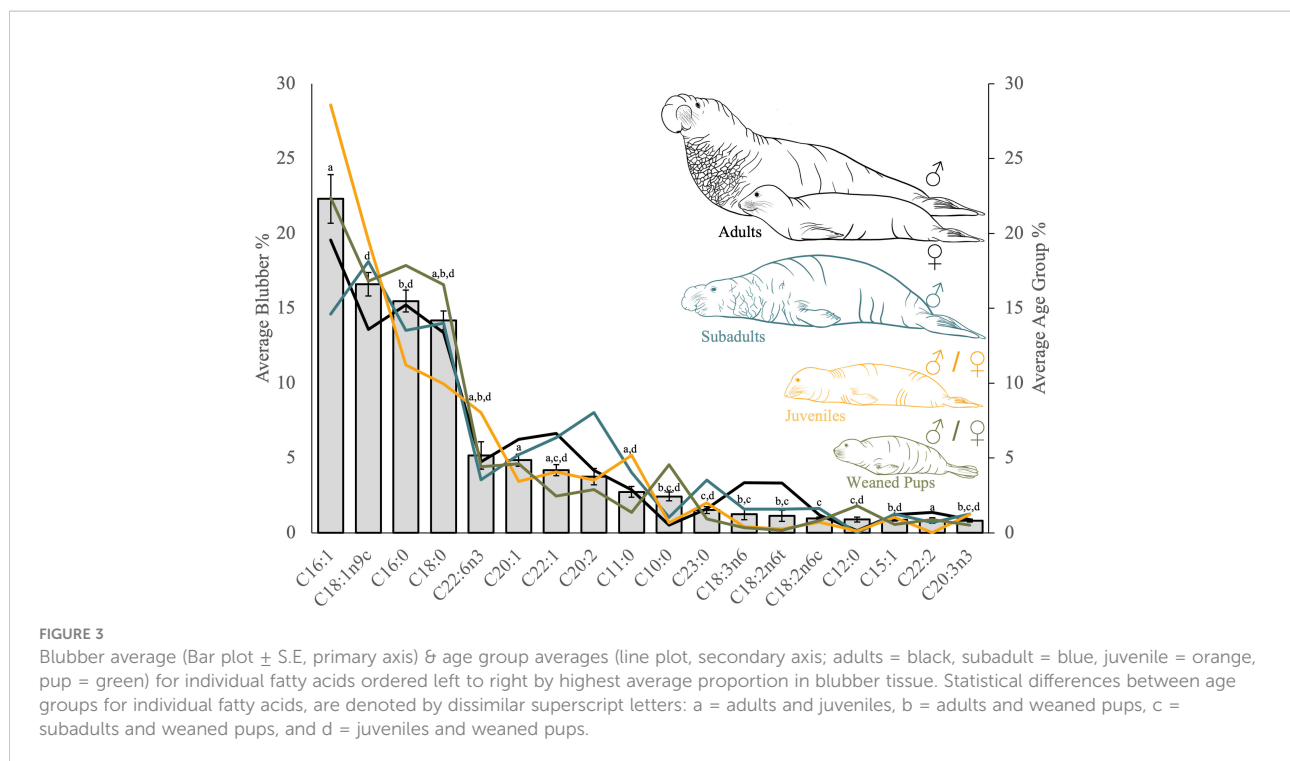 30
25
20
15
10
5
0
Average Blubber %
30
25
20
15
10
5
0
Average Age Group %
a
d
b,d
a,b,d
a,b,d
a
a,c,d
a,d
b,c,d
c,d
b,c
b,c
c
c,d
b,d
a
b,c,d
♂
Adults
♀
♂
Subadults
♂ / ♀
Juveniles
♂ / ♀
Weaned Pups
C16:1
C18:1n9c
C16:0
C18:0
C22:6n3
C20:1
C22:1
C20:2
C11:0
C10:0
C23:0
C18:3n6
C18:2n6t
C18:2n6c
C12:0
C15:1
C22:2
C20:3n3
FIGURE 3
Blubber average (Bar plot ± S.E, primary axis) & age group averages (line plot, secondary axis; adults = black, subadult = blue, juvenile = orange,
pup = green) for individual fatty acids ordered left to right by highest average proportion in blubber tissue. Statistical differences between age
groups for individual fatty acids, are denoted by dissimilar superscript letters: a = adults and juveniles, b = adults and weaned pups, c =
subadults and weaned pups, and d = juveniles and weaned pups.